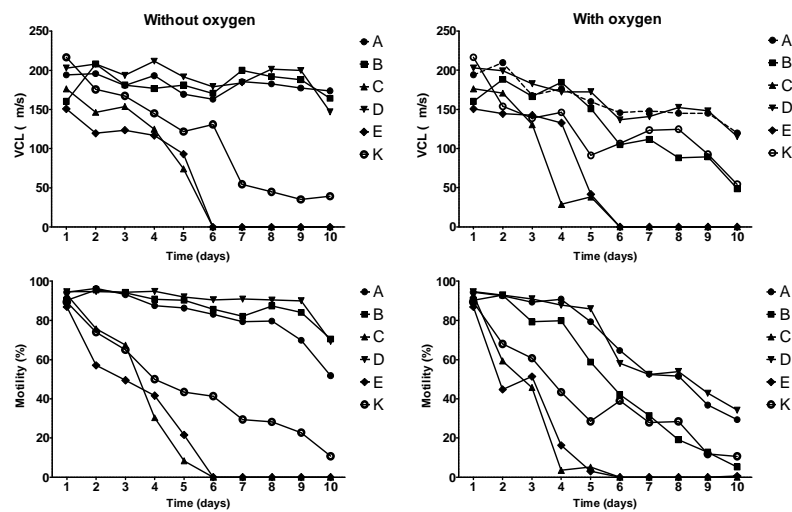 Without oxygen
250
200
150
100
50
0
VCL ( m/s)
1 2 3 4 5 6 7 8 9 10
Time (days)
A
B
C
D
E
K
With oxygen
250
200
150
100
50
0
VCL ( m/s)
1 2 3 4 5 6 7 8 9 10
Time (days)
A
B
C
D
E
K
100
80
60
40
20
0
Motility (%)
1 2 3 4 5 6 7 8 9 10
Time (days)
A
B
C
D
E
K
100
80
60
40
20
0
Motility (%)
1 2 3 4 5 6 7 8 9 10
Time (days)
A
B
C
D
E
K